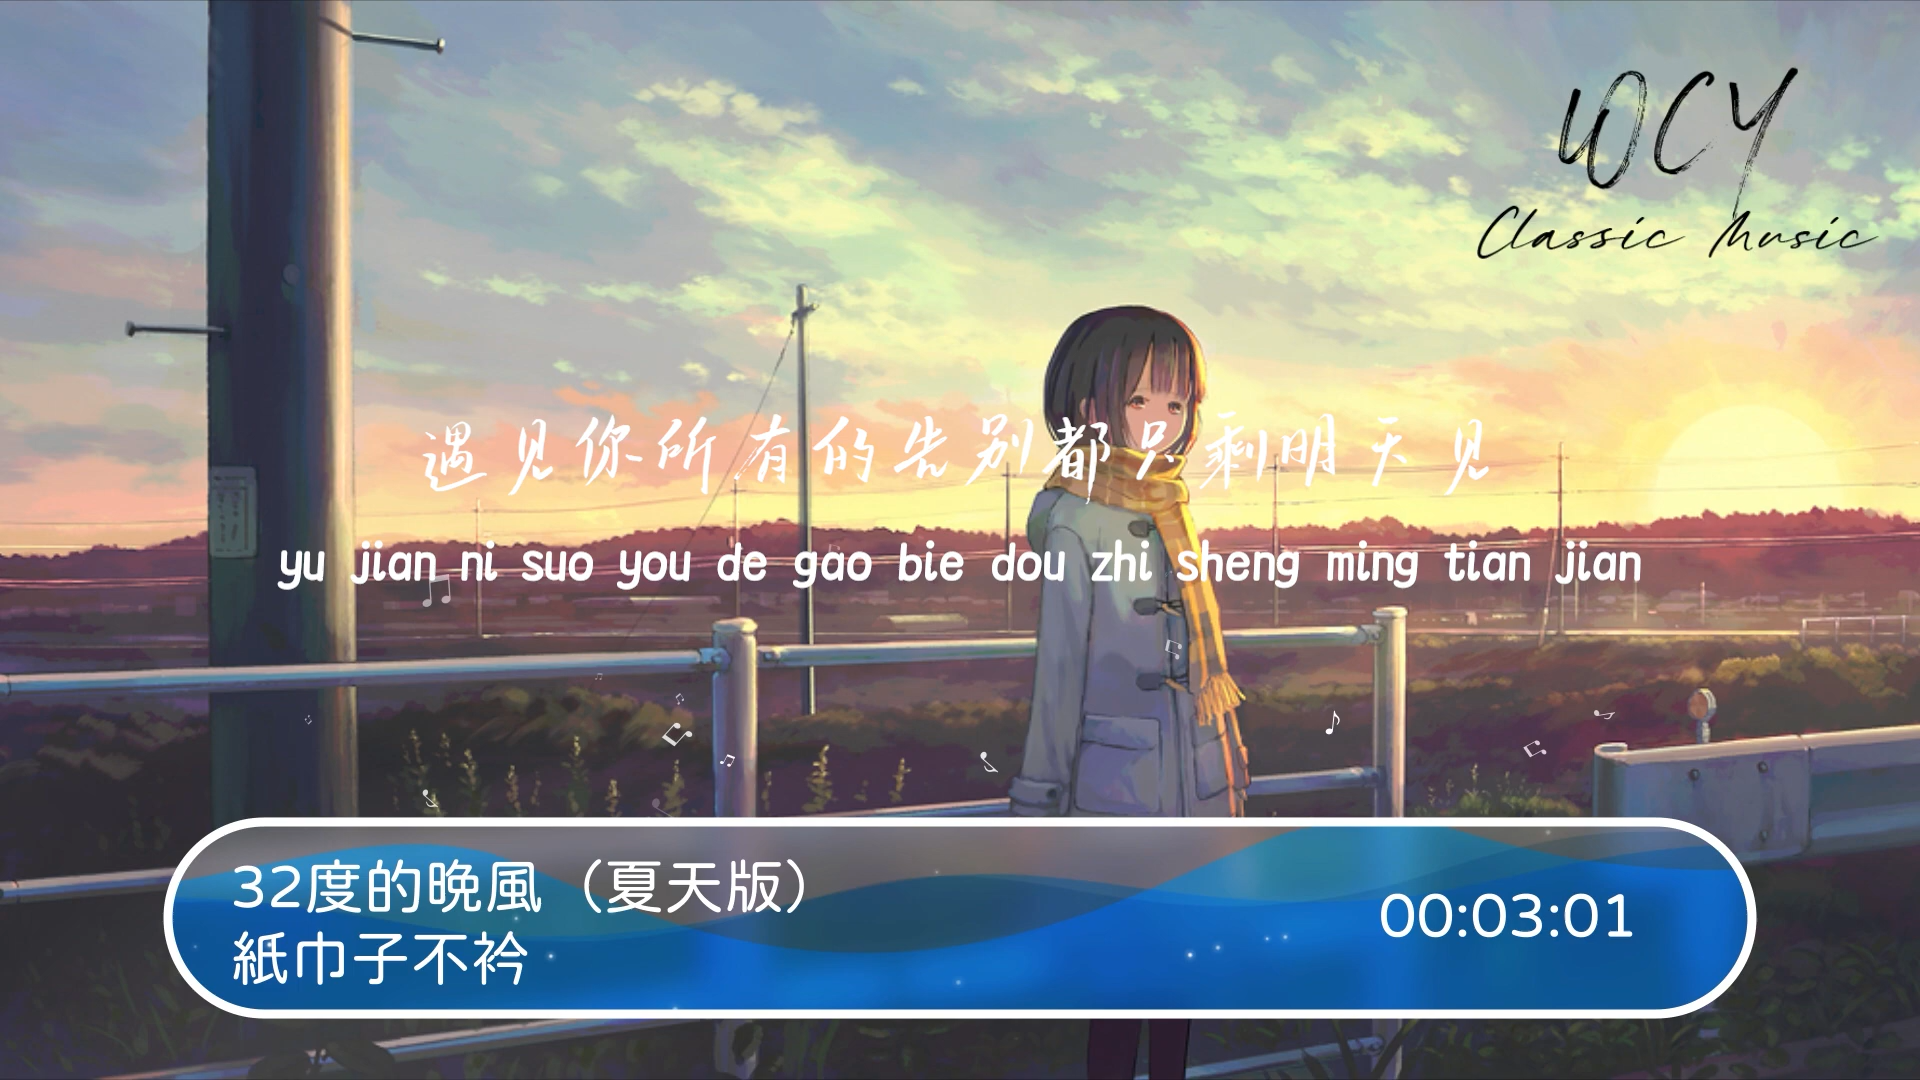 WCY
Classic Music
遇见你所有的告别都只剩明天见
yu jian ni suo you de gao bie dou zhi sheng ming tian jian
32度的晚風（夏天版）
紙巾子不衿
00:03:01